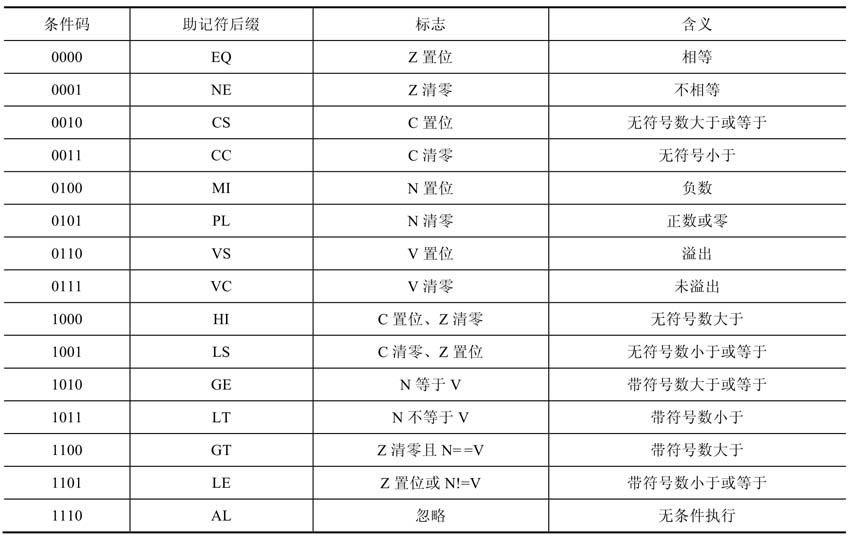 条件码 助记符后缀 标志 含义
0000 EQ Z 置位 相等
0001 NE Z 清零 不相等
0010 CS C 置位 无符号数大于或等于
0011 CC C 清零 无符号小于
0100 MI N 置位 负数
0101 PL N 清零 正数或零
0110 VS V 置位 溢出
0111 VC V 清零 未溢出
1000 HI C 置位、Z 清零 无符号数大于
1001 LS C 清零、Z 置位 无符号数小于或等于
1010 GE N 等于 V 带符号数大于或等于
1011 LT N 不等于 V 带符号数小于
1100 GT Z 清零且 N==V 带符号数大于
1101 LE Z 置位或 N!=V 带符号数小于或等于
1110 AL 忽略 无条件执行